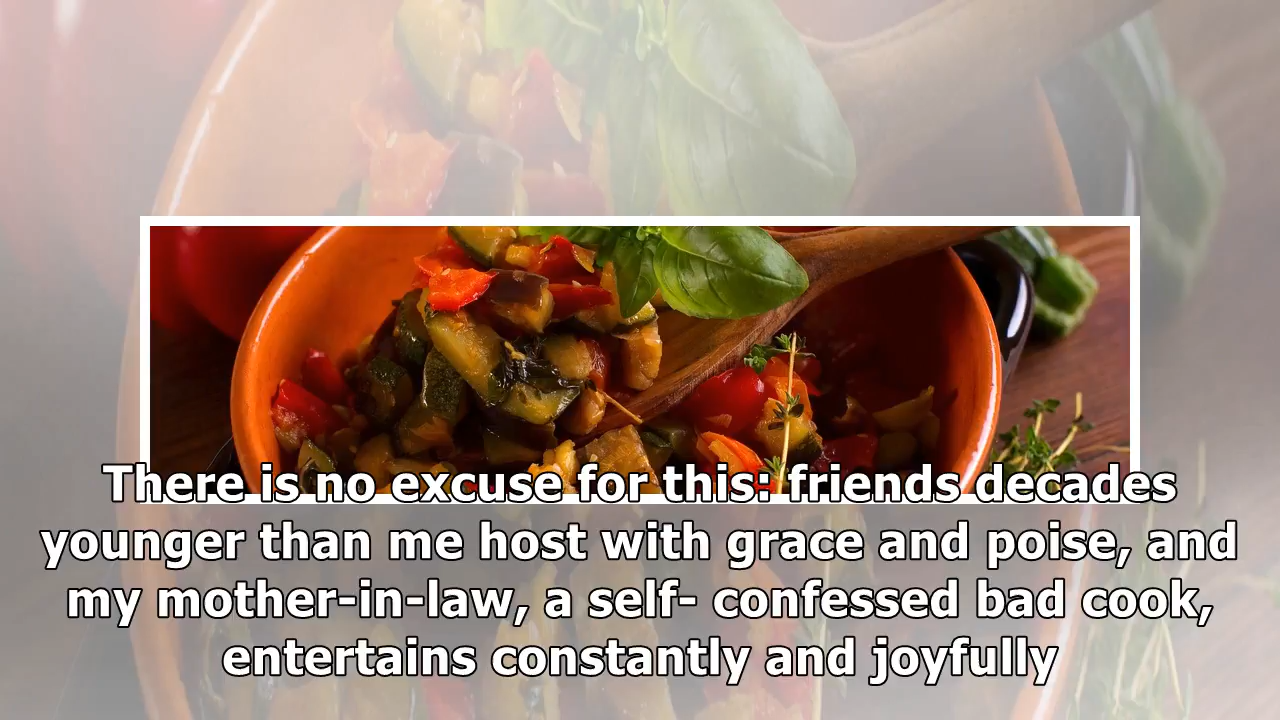 There is no excuse for this: friends decades
younger than me host with grace and poise, and
my mother-in-law, a self- confessed bad cook,
entertains constantly and joyfully